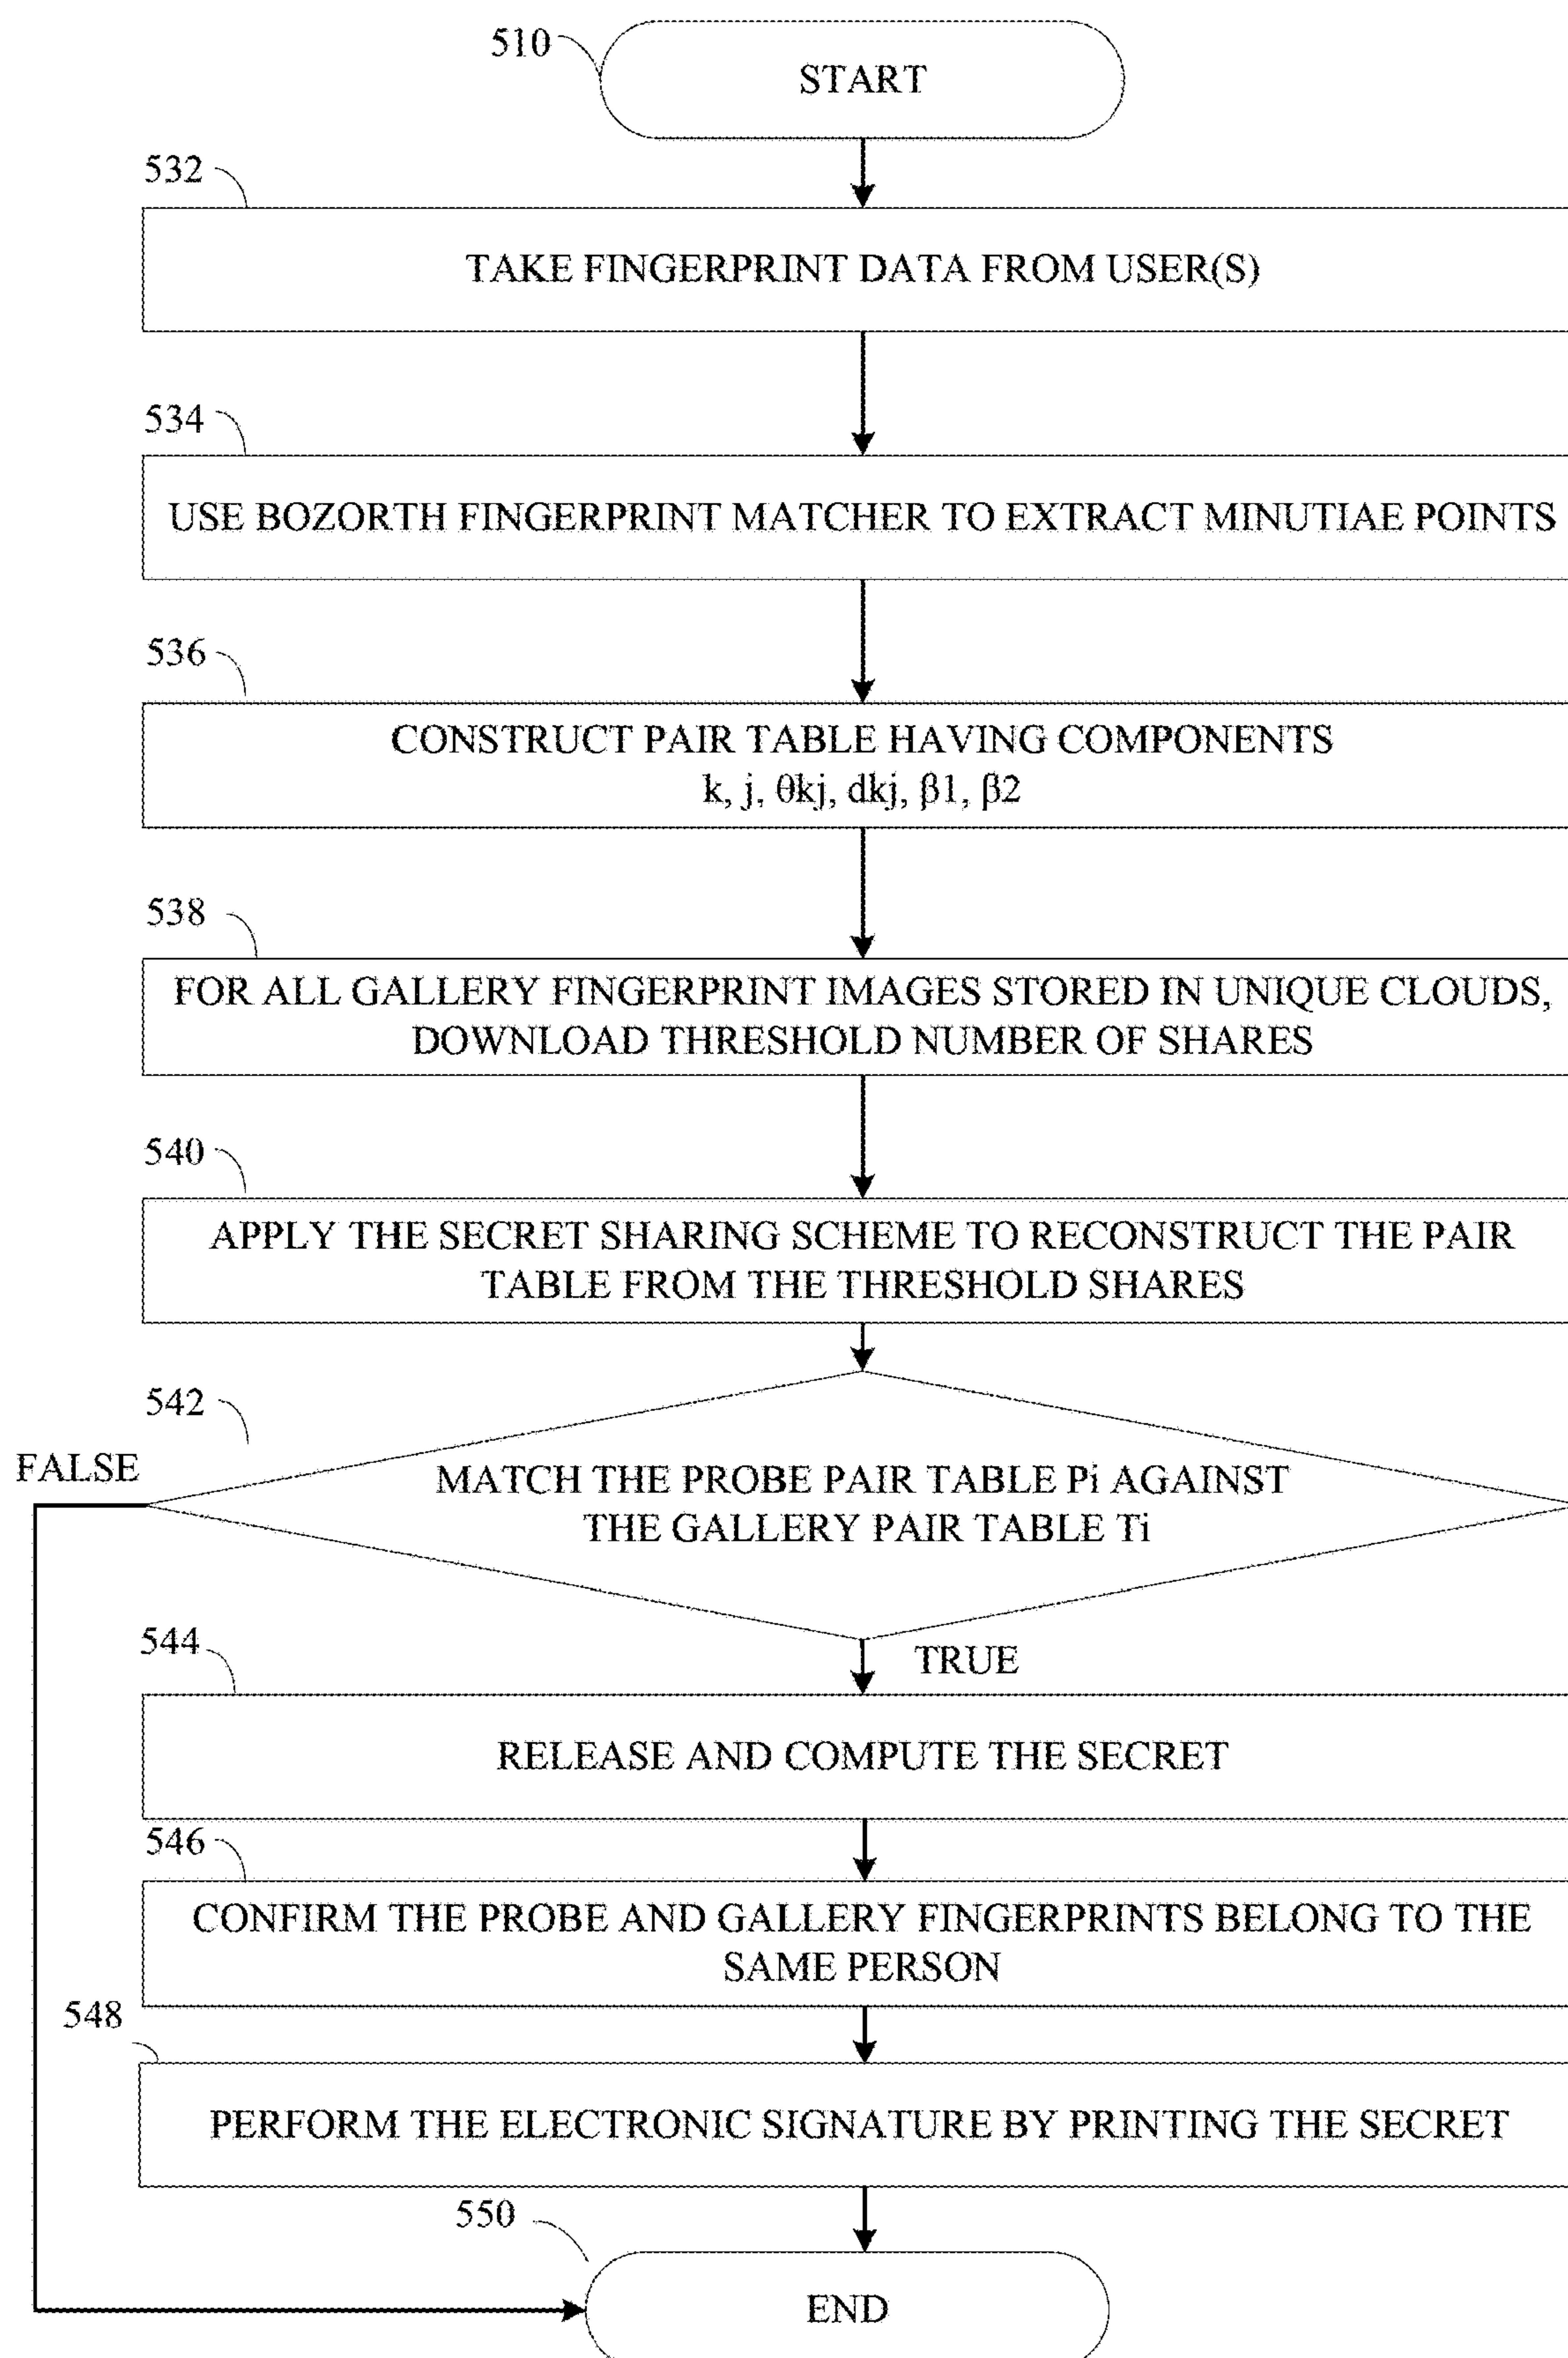 510
START
532
TAKE FINGERPRINT DATA FROM USER(S)
534
USE BOZORTH FINGERPRINT MATCHER TO EXTRACT MINUTIAE POINTS
536
CONSTRUCT PAIR TABLE HAVING COMPONENTS
k, j, θkj, dkj, β1, β2
538
FOR ALL GALLERY FINGERPRINT IMAGES STORED IN UNIQUE CLOUDS,
DOWNLOAD THRESHOLD NUMBER OF SHARES
540
APPLY THE SECRET SHARING SCHEME TO RECONSTRUCT THE PAIR
TABLE FROM THE THRESHOLD SHARES
542
FALSE
MATCH THE PROBE PAIR TABLE Pi AGAINST
THE GALLERY PAIR TABLE Ti
544
TRUE
RELEASE AND COMPUTE THE SECRET
546
CONFIRM THE PROBE AND GALLERY FINGERPRINTS BELONG TO THE
SAME PERSON
548
PERFORM THE ELECTRONIC SIGNATURE BY PRINTING THE SECRET
550
END